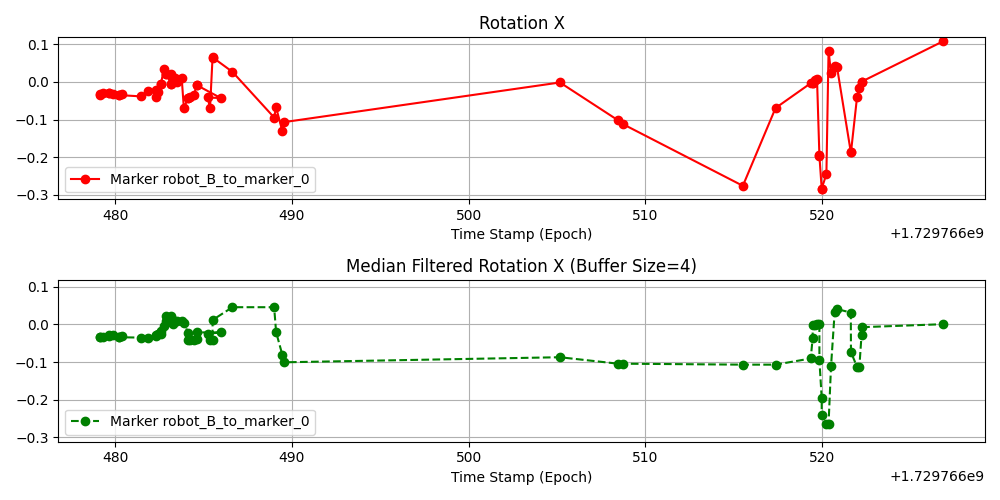 Rotation X
0.1
0.0
−0.1
−0.2
−0.3
Marker robot_B_to_marker_0
480 490 500 510 520
Time Stamp (Epoch)
+1.729766e9
Median Filtered Rotation X (Buffer Size=4)
0.1
0.0
−0.1
−0.2
−0.3
Marker robot_B_to_marker_0
480 490 500 510 520
Time Stamp (Epoch)
+1.729766e9